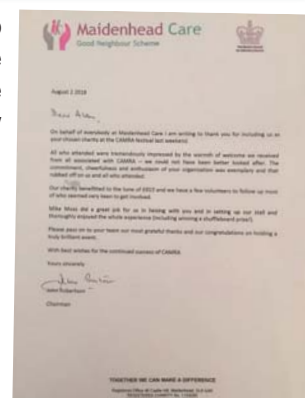 Maidenhead Care
Good Neighbour Scheme
August 2 2018
Dear Alan,
On behalf of everybody at Maidenhead Care I am writing to thank you for including us as
your chosen charity at the CAMRA festival last weekend.
All who attended were tremendously impressed by the warmth of welcome we received
from all associated with CAMRA – we could not have been better looked after. The
commitment, cheerfulness and enthusiasm of your organisation was exemplary and that
rubbed off on us and all who attended.
Our charity benefitted to the tune of and we have a few volunteers to follow up most
of who seemed very keen to get involved.
Mike Moss did a great job for us in liaising with you and in setting up our stall and
thoroughly enjoyed the whole experience (including winning a shuffleboard prize!).
Please pass on to your team our most grateful thanks and our congratulations on holding a
truly brilliant event.
With best wishes for the continued success of CAMRA.
Yours sincerely
John Robertson
Chairman
TOGETHER WE CAN MAKE A DIFFERENCE